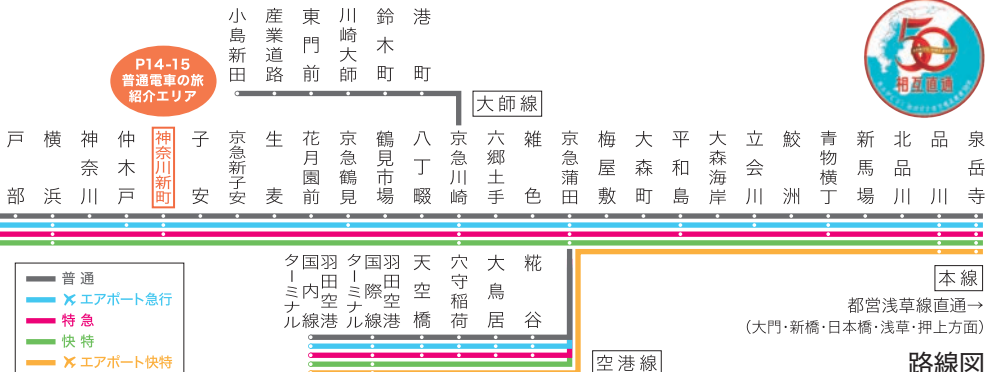 小島新田
産業道路
東門前
川崎大師
鈴木町
港町
P14-15
普通電車の旅
紹介エリア
大師線
50
相互直通
戸部
横浜
神奈川
仲木戸
神奈川新町
子安
京急新子安
生麦
花月園前
京急鶴見
鶴見市場
八丁畷
京急川崎
六郷土手
雑色
京急蒲田
梅屋敷
大森町
平和島
大森海岸
立会川
鮫洲
青物横丁
新馬場
北品川
品川
泉岳寺
羽田空港
国内線
ターミナル
羽田空港
国際線
ターミナル
天空橋
穴守稲荷
大鳥居
糀谷
普通
エアポート急行
特急
快特
エアポート快特
本線
都営浅草線直通→
（大門・新橋・日本橋・浅草・押上方面）
空港線
路線図